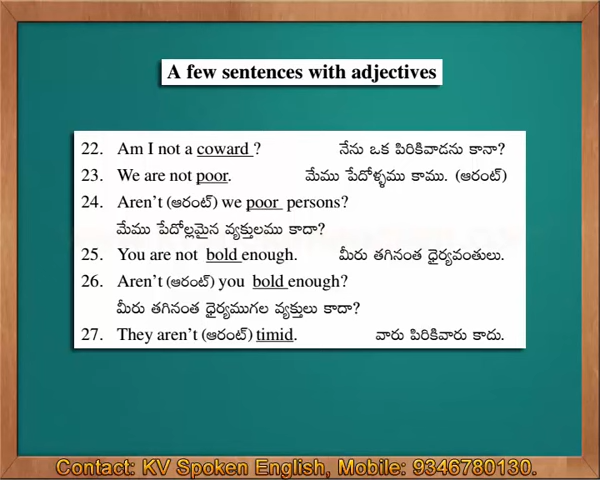 A few sentences with adjectives
22. Am I not a coward ? నేను ఒక పిరికివాడను కానా?
23. We are not poor. మేము పేదోళ్ళము కాము. (ఆరంట్)
24. Aren't (ఆరంట్) we poor persons?
మేము పేదోల్లమైన వ్యక్తులము కాదా?
25. You are not bold enough. మీరు తగినంత ధైర్యవంతులు.
26. Aren't (ఆరంట్) you bold enough?
మీరు తగినంత ధైర్యముగల వ్యక్తులు కాదా?
27. They aren't (ఆరంట్) timid. వారు పిరికివారు కాదు.
Contact: KV Spoken English, Mobile: 9346780130.